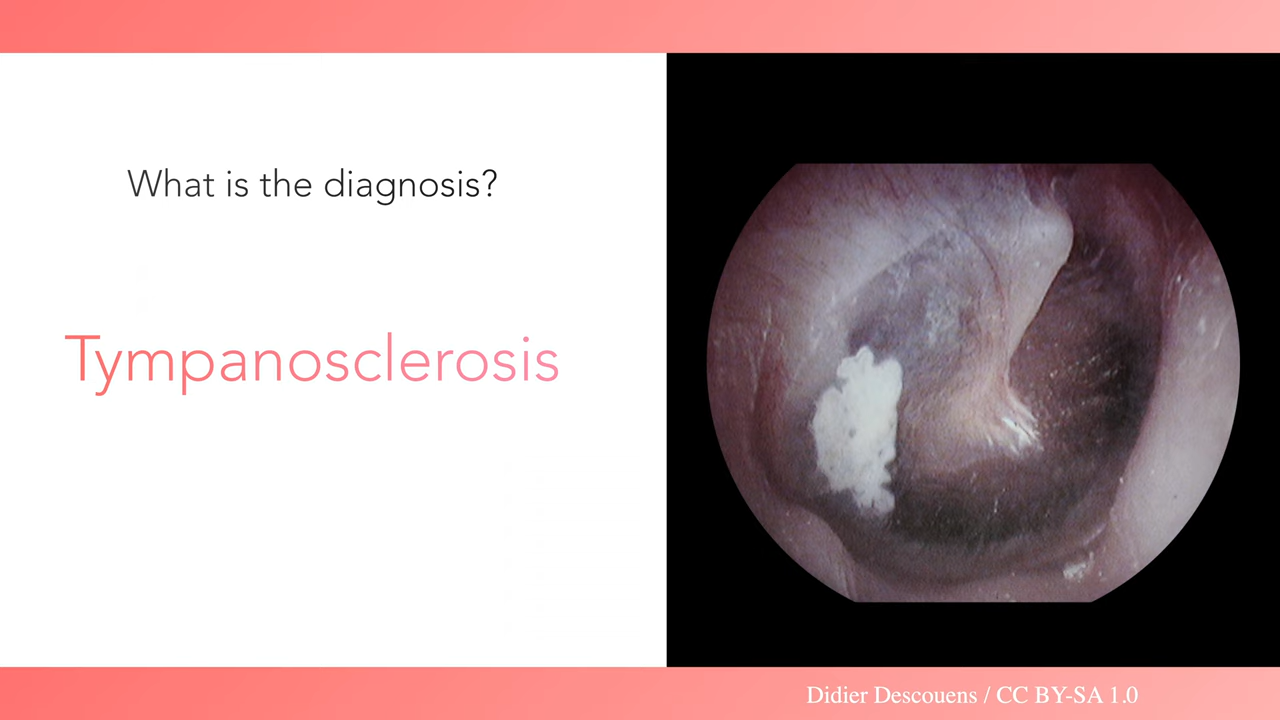 What is the diagnosis?
Tympanosclerosis
Didier Descouens / CC BY-SA 1.0